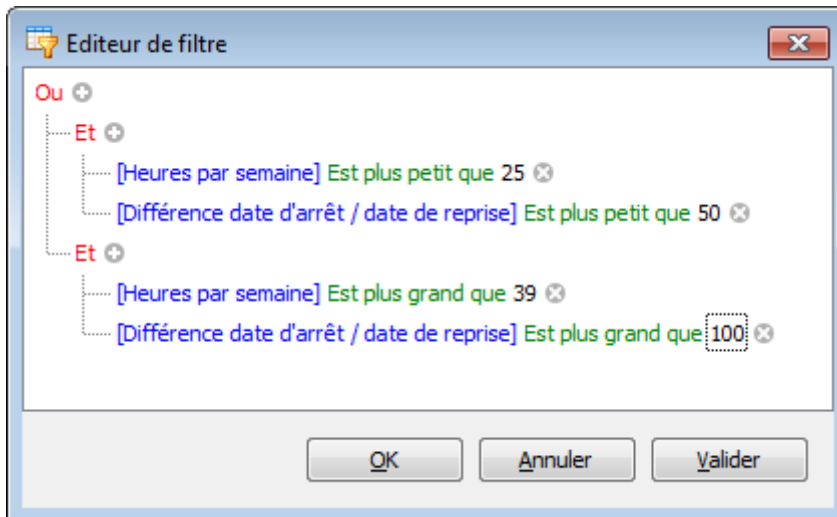 Editeur de filtre
Ou
Et
[Heures par semaine] Est plus petit que 25
[Différence date d'arrêt / date de reprise] Est plus petit que 50
Et
[Heures par semaine] Est plus grand que 39
[Différence date d'arrêt / date de reprise] Est plus grand que 100
OK Annuler Valider